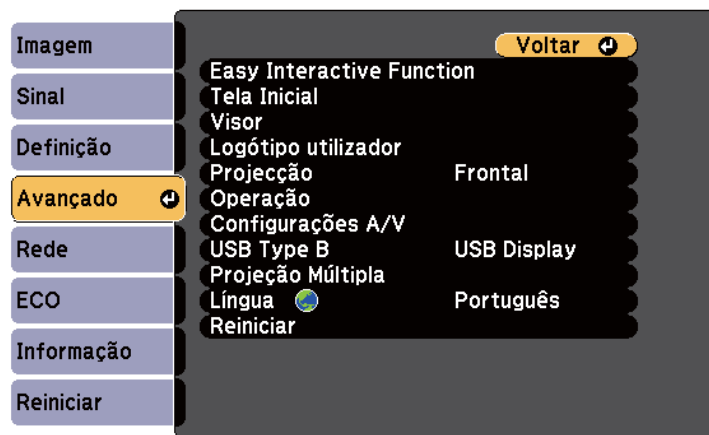 Imagem
Sinal
Definição
Avançado
Rede
ECO
Informação
Reiniciar
Voltar
Easy Interactive Function
Tela Inicial
Visor
Logótipo utilizador
Projecção Frontal
Operação
Configurações A/V
USB Type B USB Display
Projeção Múltipla
Língua Português
Reiniciar